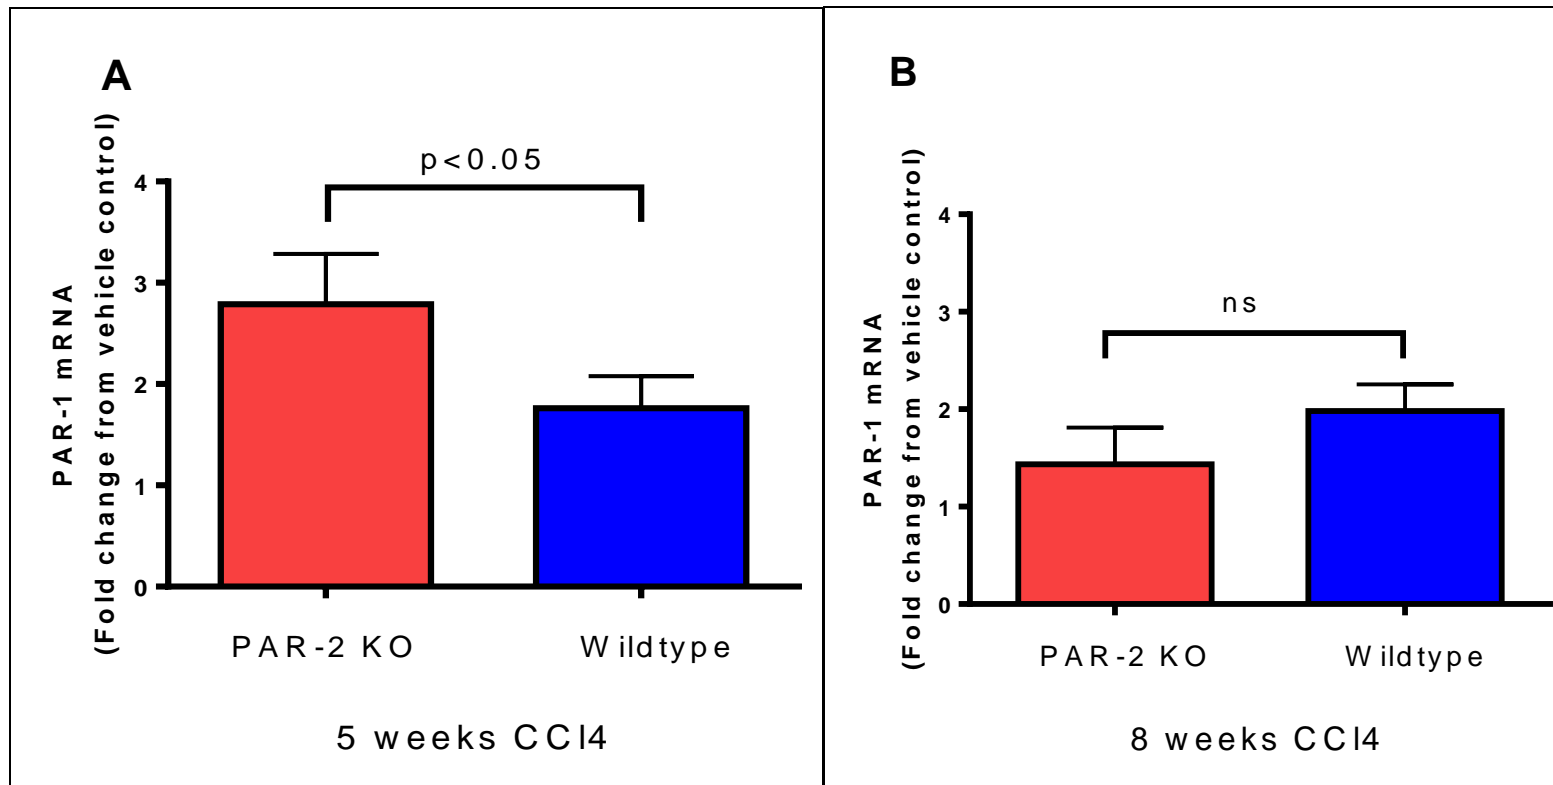 A
PAR-1 mRNA
(Fold change from vehicle control)
p<0.05
4
3
2
1
0
PAR-2 KO
Wildtype
5 weeks CCl4
B
PAR-1 mRNA
(Fold change from vehicle control)
ns
4
3
2
1
0
PAR-2 KO
Wildtype
8 weeks CCl4